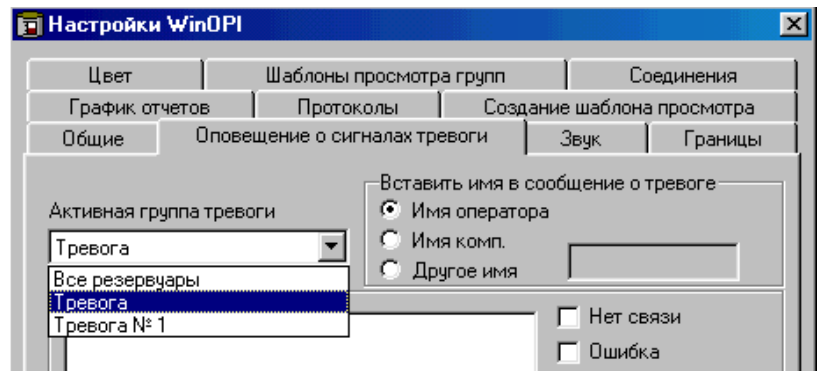 Настройки WinOPI
Цвет Шаблоны просмотра групп Соединения
График отчетов Протоколы Создание шаблона просмотра
Общие Оповещение о сигналах тревоги Звук Границы
Вставить имя в сообщение о тревоге
Активная группа тревоги
Имя оператора
Тревога
Имя комп.
Другое имя
Все резервуары
Тревога
Тревога № 1
Нет связи
Ошибка